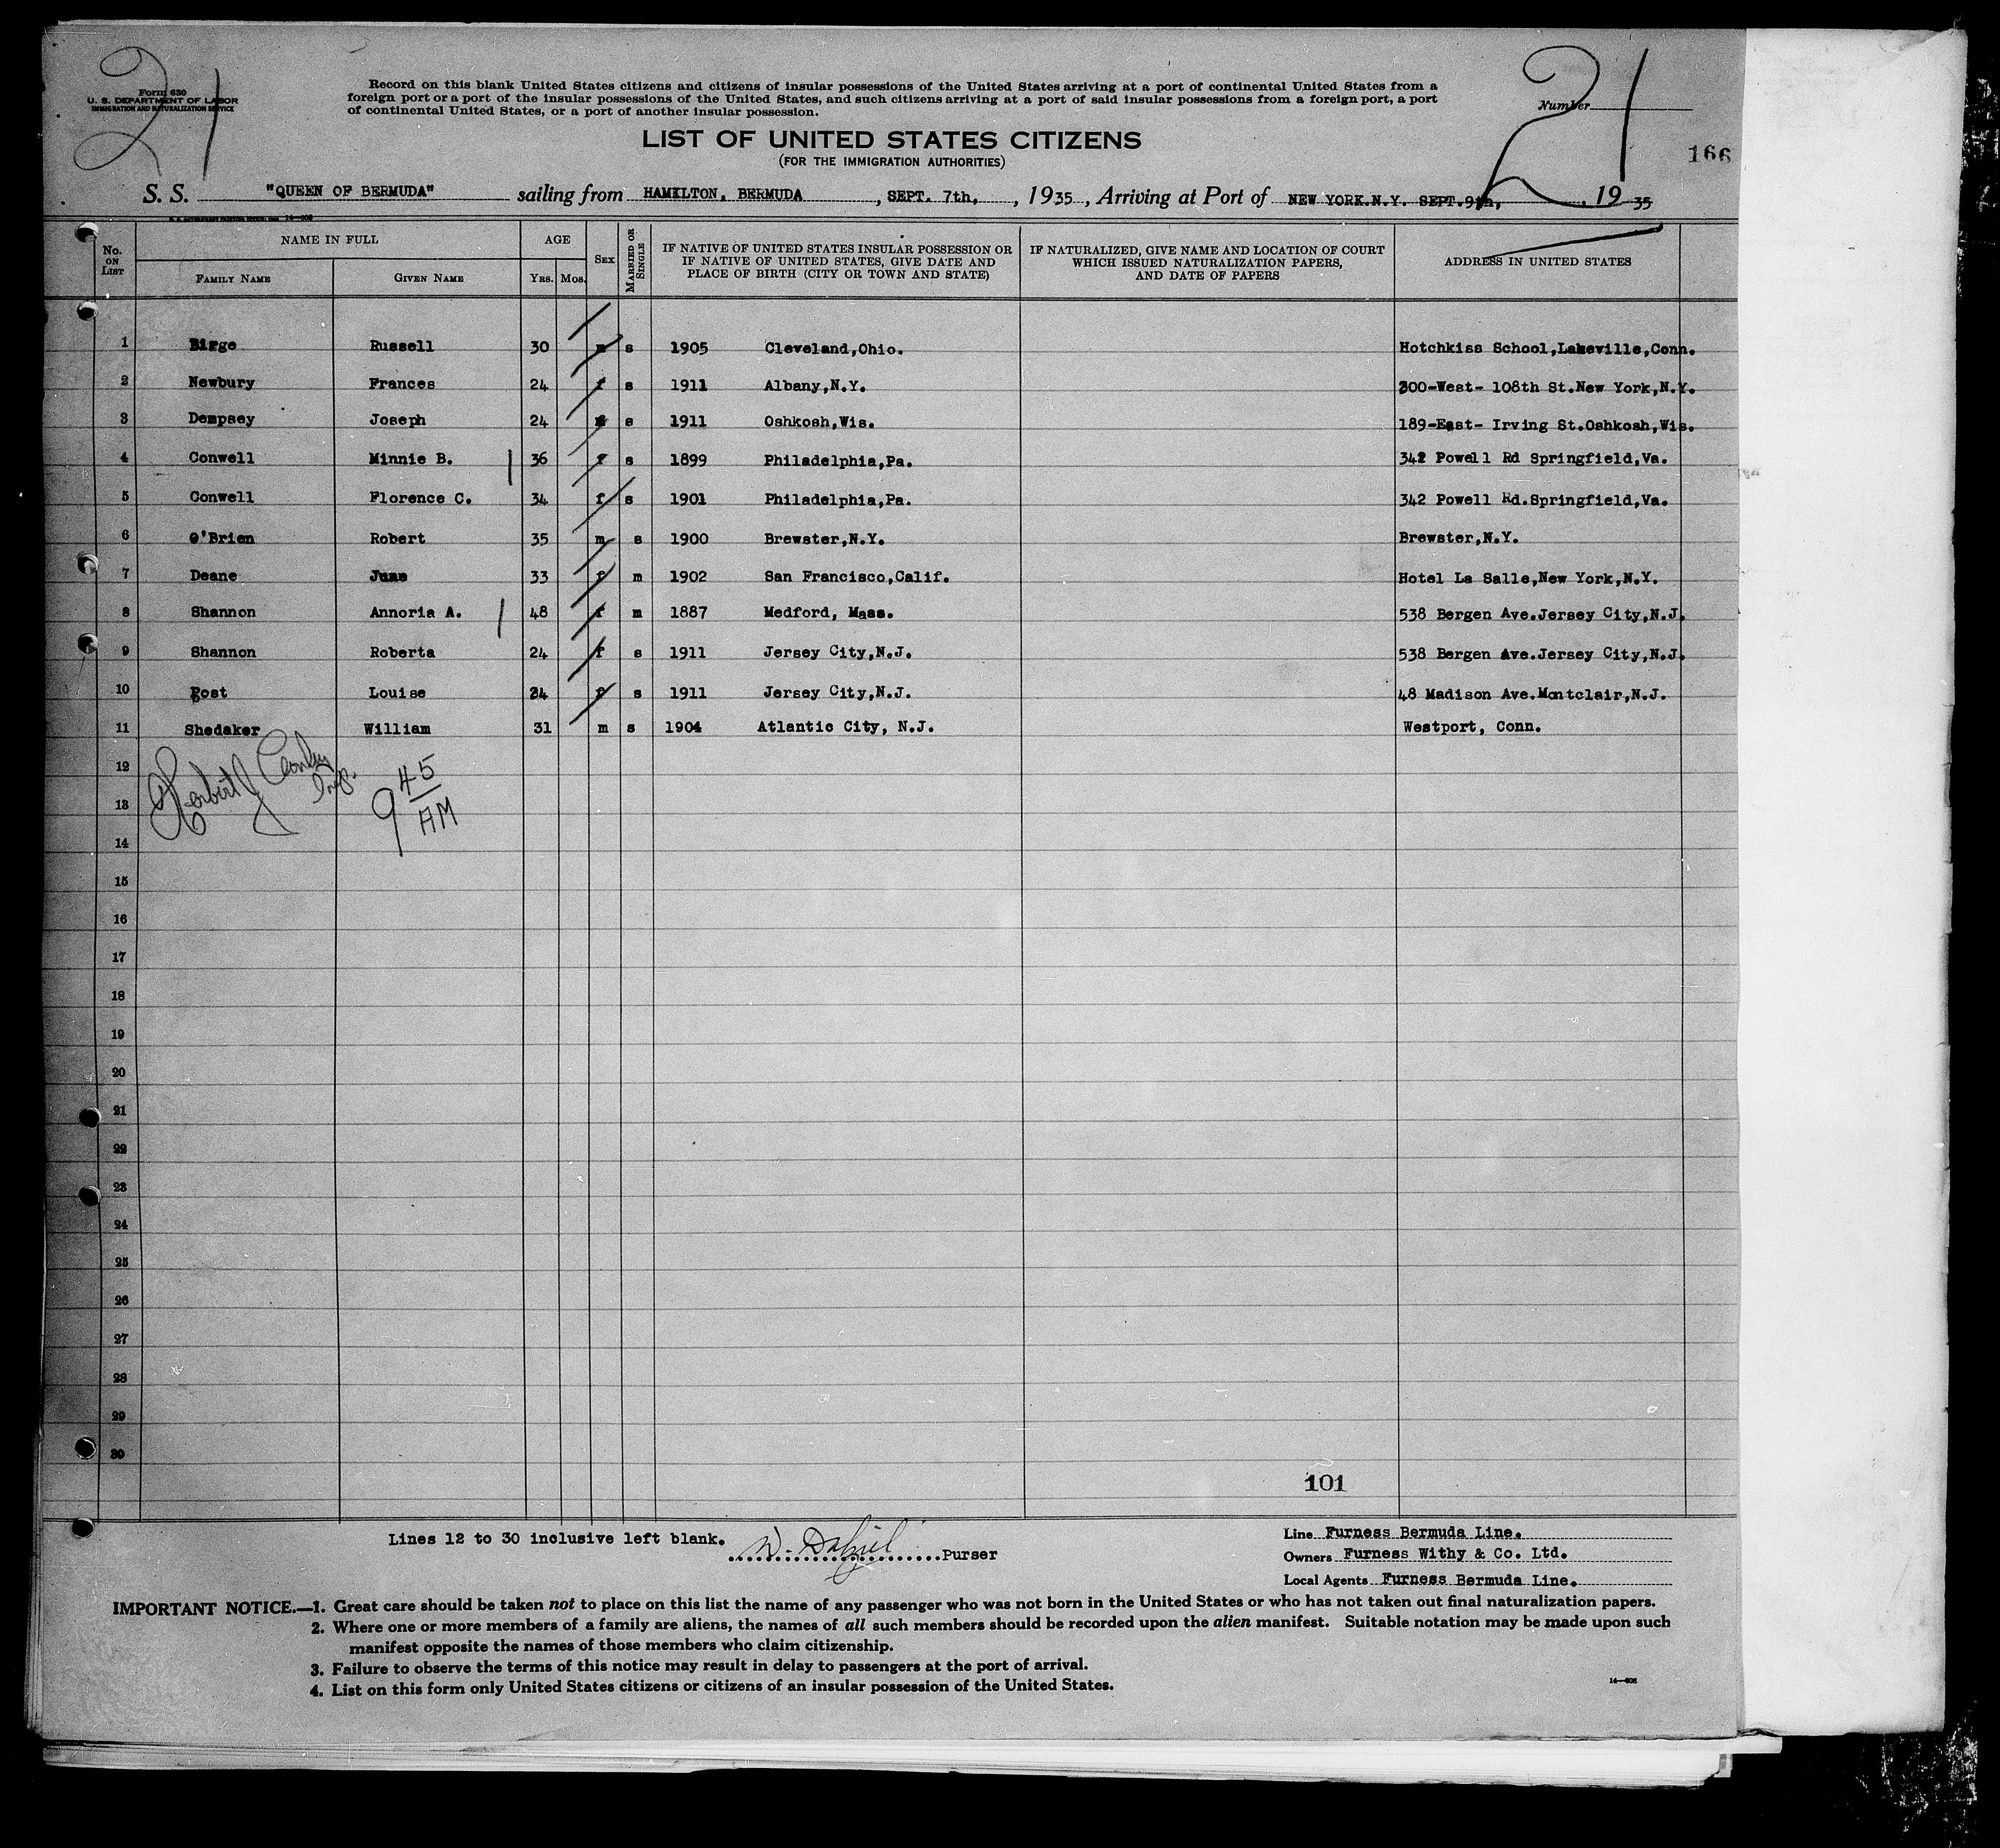 21
Form 630
U. S. DEPARTMENT OF LABOR
IMMIGRATION AND NATURALIZATION SERVICE
Record on this blank United States citizens and citizens of insular possessions of the United States arriving at a port of continental United States from a
foreign port or a port of the insular possessions of the United States, and such citizens arriving at a port of said insular possessions from a foreign port, a port
of continental United States, or a port of another insular possession.
Number 21
LIST OF UNITED STATES CITIZENS
(FOR THE IMMIGRATION AUTHORITIES)
166
S. S. "QUEEN OF BERMUDA" sailing from HAMILTON, BERMUDA, SEPT. 7th, , 1935, Arriving at Port of NEW YORK.N.Y. SEPT.9th, , 1935
No. ON LIST NAME IN FULL AGE SEX MARRIED OR SINGLE IF NATIVE OF UNITED STATES INSULAR POSSESSION OR IF NATIVE OF UNITED STATES, GIVE DATE AND PLACE OF BIRTH (CITY OR TOWN AND STATE) IF NATURALIZED, GIVE NAME AND LOCATION OF COURT WHICH ISSUED NATURALIZATION PAPERS, AND DATE OF PAPERS ADDRESS IN UNITED STATES
FAMILY NAME GIVEN NAME YRS. MOS.
1 Birge Russell 30 m s 1905 Cleveland,Ohio. Hotchkiss School,Lakeville,Conn.
2 Newbury Frances 24 f s 1911 Albany,N.Y. 300-West- 108th St.New York,N.Y.
3 Dempsey Joseph 24 s 1911 Oshkosh,Wis. 189-East- Irving St.Oshkosh,Wis.
4 Conwell Minnie B. 36 f s 1899 Philadelphia,Pa. 342 Powell Rd Springfield,Va.
5 Conwell Florence C. 34 f s 1901 Philadelphia,Pa. 342 Powell Rd.Springfield,Va.
6 O'Brien Robert 35 m s 1900 Brewster,N.Y. Brewster,N.Y.
7 Deane June 33 f m 1902 San Francisco,Calif. Hotel La Salle,New York,N.Y.
8 Shannon Annoria A. 48 f m 1887 Medford, Mass. 538 Bergen Ave.Jersey City,N.J.
9 Shannon Roberta 24 f s 1911 Jersey City,N.J. 538 Bergen Ave.Jersey City,N.J.
10 Post Louise 24 f s 1911 Jersey City,N.J. 48 Madison Ave.Montclair,N.J.
11 Shedaker William 31 m s 1904 Atlantic City, N.J. Westport, Conn.
12
Herbert J
Insp.
9 45
AM
13
14
15
16
17
18
19
20
21
22
23
24
25
26
27
28
29
30
101
Lines 12 to 30 inclusive left blank. W. Purser
Line Furness Bermuda Line.
Owners Furness Withy & Co. Ltd.
Local Agents Furness Bermuda Line.
IMPORTANT NOTICE.—1. Great care should be taken not to place on this list the name of any passenger who was not born in the United States or who has not taken out final naturalization papers.
2. Where one or more members of a family are aliens, the names of all such members should be recorded upon the alien manifest. Suitable notation may be made upon such
manifest opposite the names of those members who claim citizenship.
3. Failure to observe the terms of this notice may result in delay to passengers at the port of arrival.
4. List on this form only United States citizens or citizens of an insular possession of the United States.
14—808